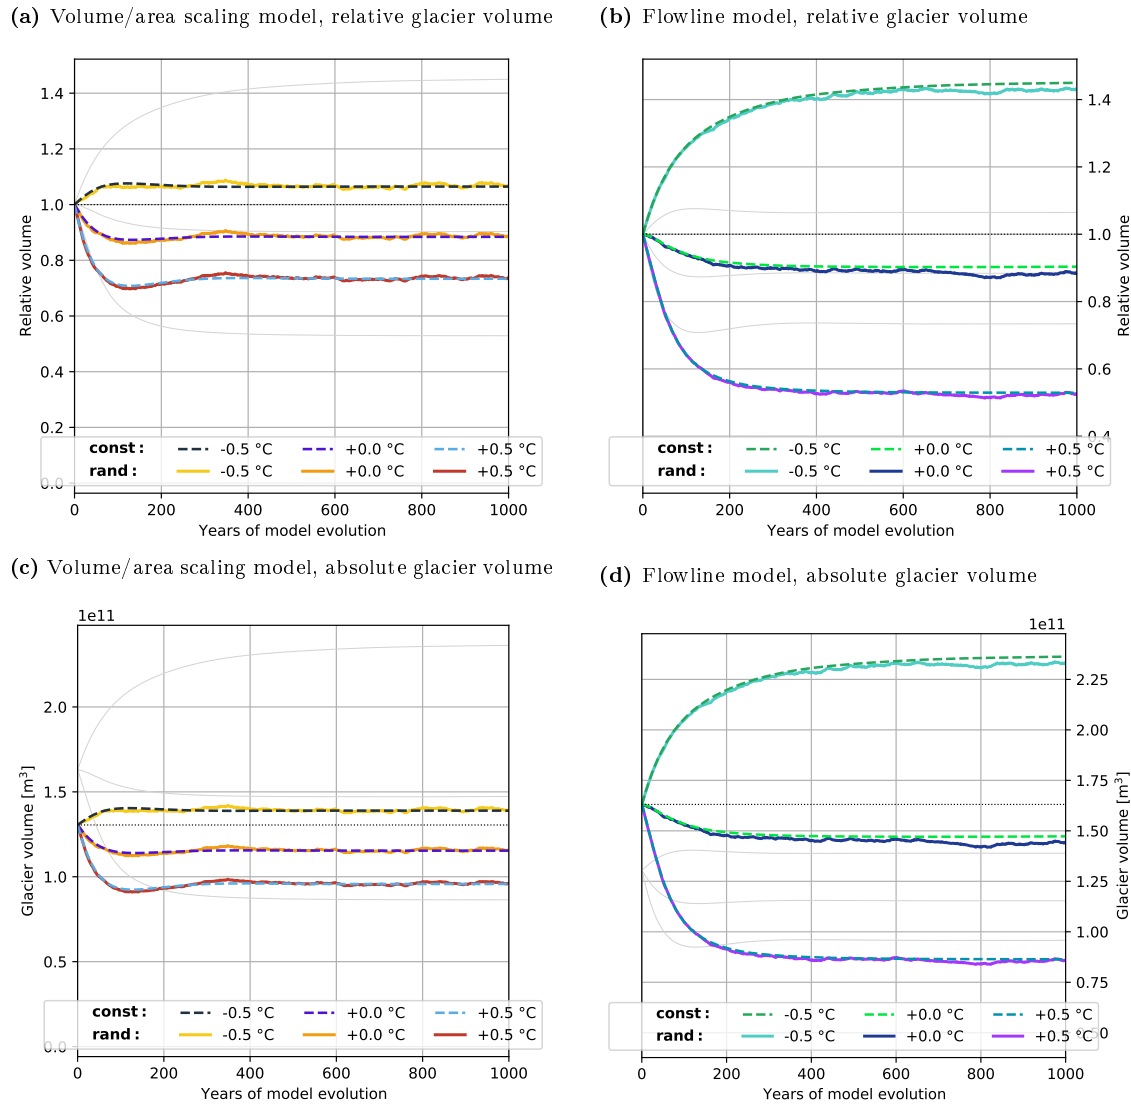 (a) Volume/area scaling model, relative glacier volume
1.4
1.2
1.0
0.8
0.6
0.4
0.2
0.0
Relative volume
const: -0.5 °C +0.0 °C +0.5 °C
rand: -0.5 °C +0.0 °C +0.5 °C
0 200 400 600 800 1000
Years of model evolution
(b) Flowline model, relative glacier volume
1.4
1.2
1.0
0.8
0.6
0.4
Relative volume
const: -0.5 °C +0.0 °C +0.5 °C
rand: -0.5 °C +0.0 °C +0.5 °C
0 200 400 600 800 1000
Years of model evolution
(c) Volume/area scaling model, absolute glacier volume
1e11
2.0
1.5
1.0
0.5
0.0
Glacier volume [m³]
const: -0.5 °C +0.0 °C +0.5 °C
rand: -0.5 °C +0.0 °C +0.5 °C
0 200 400 600 800 1000
Years of model evolution
(d) Flowline model, absolute glacier volume
1e11
2.25
2.00
1.75
1.50
1.25
1.00
0.75
0.50
Glacier volume [m³]
const: -0.5 °C +0.0 °C +0.5 °C
rand: -0.5 °C +0.0 °C +0.5 °C
0 200 400 600 800 1000
Years of model evolution